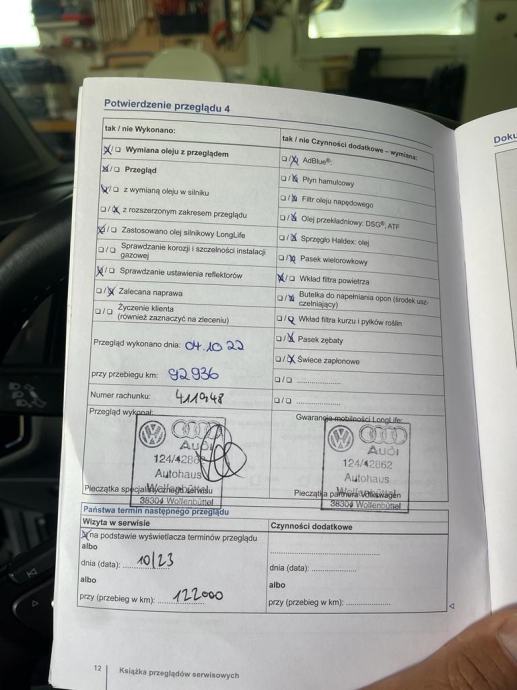 Potwierdzenie przeglądu 4
Doku
tak / nie Wykonano:
X/□ Wymiana oleju z przeglądem
X/□ Przegląd
X/□ z wymianą oleju w silniku
□/X z rozszerzonym zakresem przeglądu
X/□ Zastosowano olej silnikowy LongLife
□/□ Sprawdzanie korozji i szczelności instalacji
gazowej
X/□ Sprawdzanie ustawienia reflektorów
□/X Zalecana naprawa
□/□ Życzenie klienta
(również zaznaczyć na zleceniu)
Przegląd wykonano dnia: 04.10 22
przy przebiegu km: 92936
Numer rachunku: 411948
Przegląd wykonał:
Audi
124/4286
Autohaus
Wolfenbüttel
38304 Wolfenbüttel
Pieczątka specjalistycznego serwisu
tak / nie Czynności dodatkowe – wymiana:
□/X AdBlue®:
□/X Płyn hamulcowy
□/X Filtr oleju napędowego
□/X Olej przekładniowy: DSG®, ATF
□/X Sprzęgło Haldex: olej
□/X Pasek wielorowkowy
X/□ Wkład filtra powietrza
□/X Butelka do napełniania opon (środek usz-
czelniający)
□/X Wkład filtra kurzu i pyłków roślin
□/X Pasek zębaty
□/X Świece zapłonowe
□/□ ....................
□/□ ....................
Gwarancja mobilności LongLife:
Audi
124/42862
Autohaus
Wolfenbüttel
38304 Wolfenbüttel
Pieczątka partnera Volkswagen
Państwa termin następnego przeglądu
Wizyta w serwisie
X na podstawie wyświetlacza terminów przeglądu
albo
dnia (data): 10/23
albo
przy (przebieg w km): 122000
Czynności dodatkowe
....................
dnia (data): ....................
albo
przy (przebieg w km): ....................
12 | Książka przeglądów serwisowych